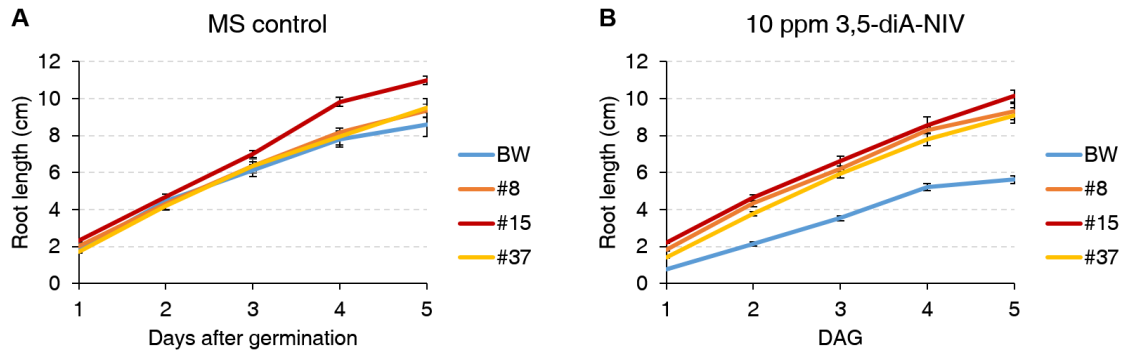 A
MS control
Root length (cm)
12
10
8
6
4
2
0
1 2 3 4 5
Days after germination
BW
#8
#15
#37
B
10 ppm 3,5-diA-NIV
Root length (cm)
12
10
8
6
4
2
0
1 2 3 4 5
DAG
BW
#8
#15
#37